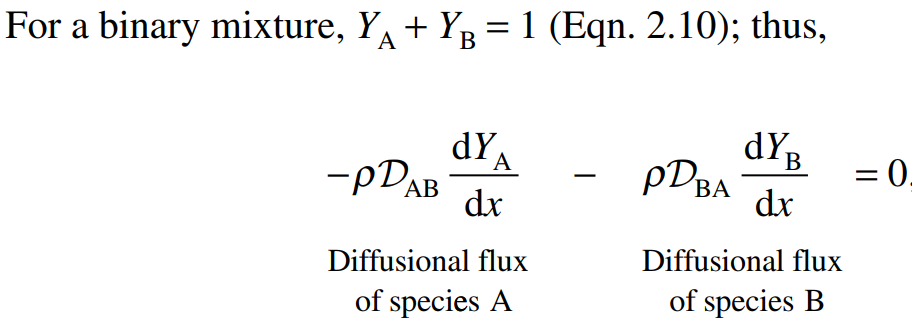 For a binary mixture, Y_A + Y_B = 1 (Eqn. 2.10); thus,
−ρ𝒟_AB dY_A/dx − ρ𝒟_BA dY_B/dx = 0,
Diffusional flux Diffusional flux
of species A of species B